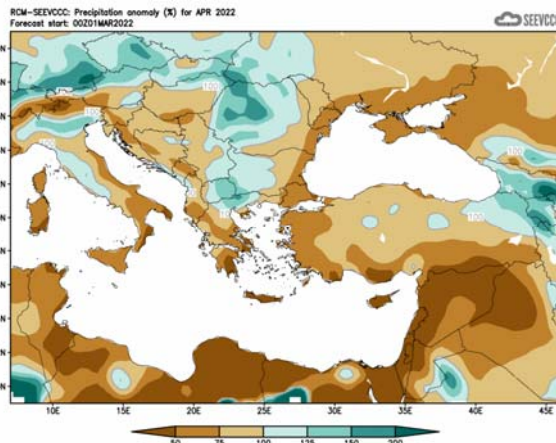 RCM-SEEVCCC: Precipitation anomaly (%) for APR 2022
Forecast start: 00Z01MAR2022
SEEVCCC
100
100
100
100
10E 15E 20E 25E 30E 35E 40E 45E
50 75 100 125 150 200